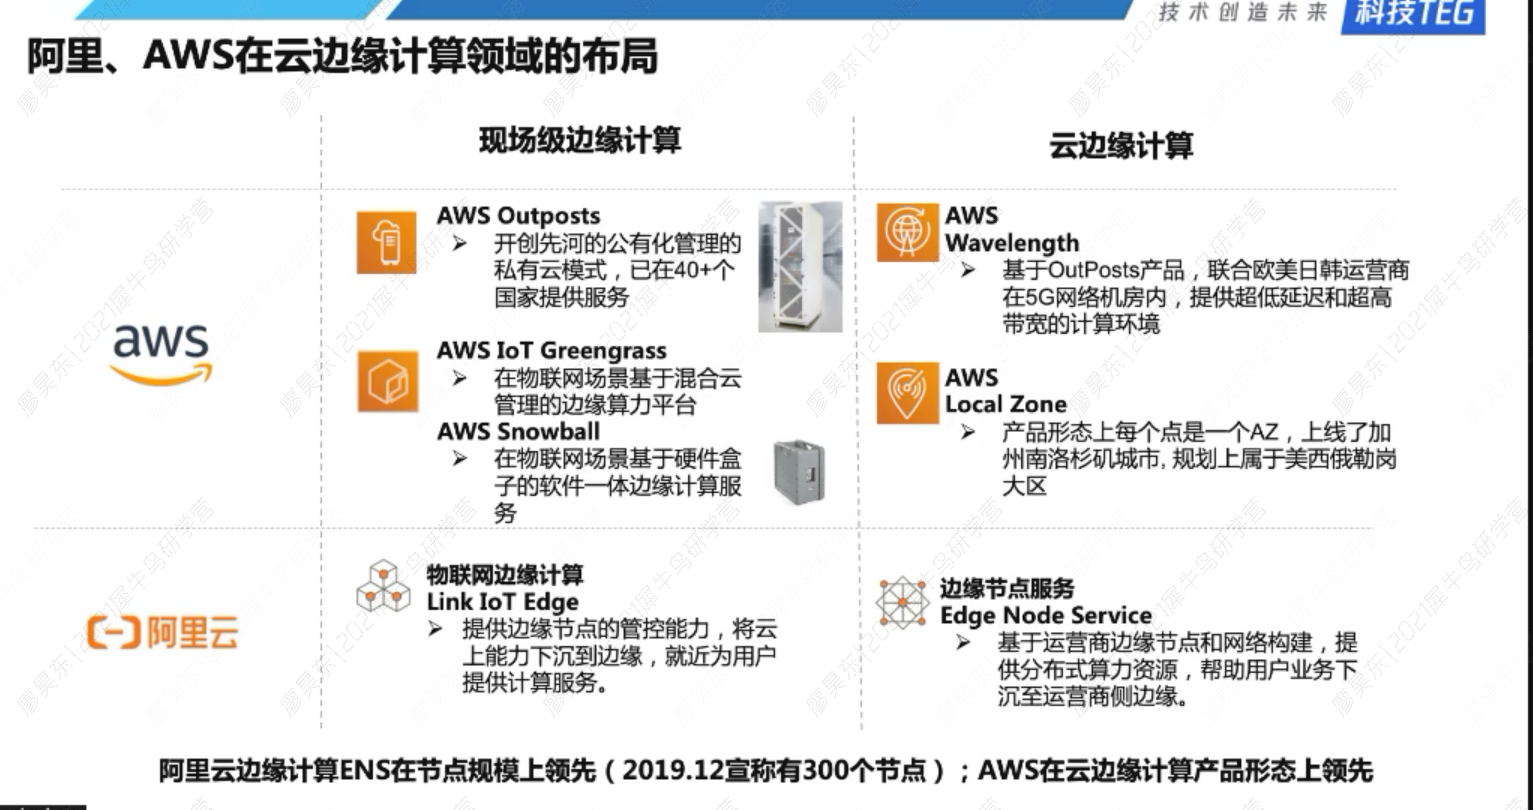 技术创造未来 科技TEG
阿里、AWS在云边缘计算领域的布局
现场级边缘计算
云边缘计算
aws
AWS Outposts
➢ 开创先河的公有化管理的
私有云模式，已在40+个
国家提供服务
AWS IoT Greengrass
➢ 在物联网场景基于混合云
管理的边缘算力平台
AWS Snowball
➢ 在物联网场景基于硬件盒
子的软件一体边缘计算服
务
AWS
Wavelength
➢ 基于OutPosts产品，联合欧美日韩运营商
在5G网络机房内，提供超低延迟和超高
带宽的计算环境
AWS
Local Zone
➢ 产品形态上每个点是一个AZ，上线了加
州南洛杉矶城市, 规划上属于美西俄勒岗
大区
阿里云
物联网边缘计算
Link IoT Edge
➢ 提供边缘节点的管控能力，将云
上能力下沉到边缘，就近为用户
提供计算服务。
边缘节点服务
Edge Node Service
➢ 基于运营商边缘节点和网络构建，提
供分布式算力资源，帮助用户业务下
沉至运营商侧边缘。
阿里云边缘计算ENS在节点规模上领先（2019.12宣称有300个节点）；AWS在云边缘计算产品形态上领先
廖昊东|2021犀牛鸟研学营